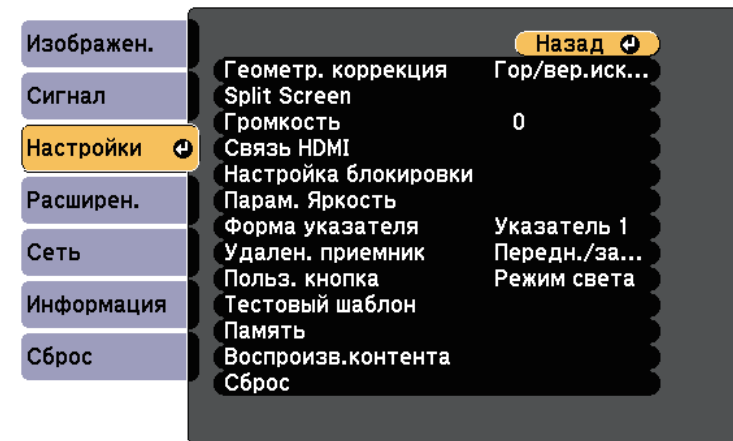 Изображен.
Сигнал
Настройки
Расширен.
Сеть
Информация
Сброс
Назад
Геометр. коррекция Гор/вер.иск...
Split Screen
Громкость 0
Связь HDMI
Настройка блокировки
Парам. Яркость
Форма указателя Указатель 1
Удален. приемник Передн./за...
Польз. кнопка Режим света
Тестовый шаблон
Память
Воспроизв.контента
Сброс